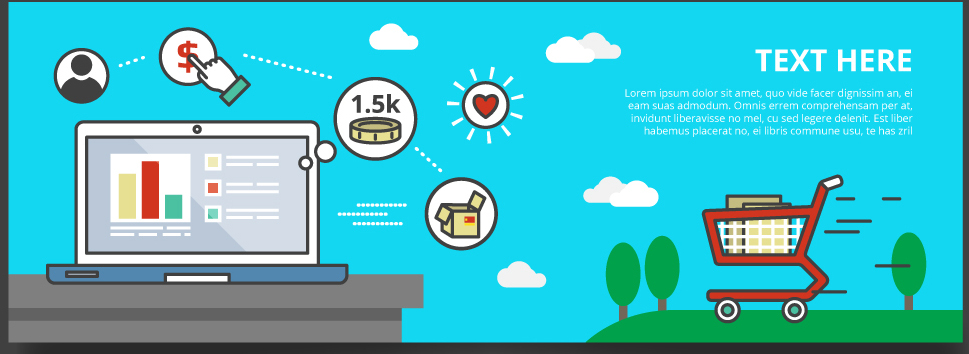 $
1.5k
TEXT HERE
Lorem ipsum dolor sit amet, quo vide facer dignissim an, ei
eam suas admodum. Omnis errem comprehensam per at,
invidunt liberavisse no mel, cu sed legere delenit. Est liber
habemus placerat no, ei libris commune usu, te has zril